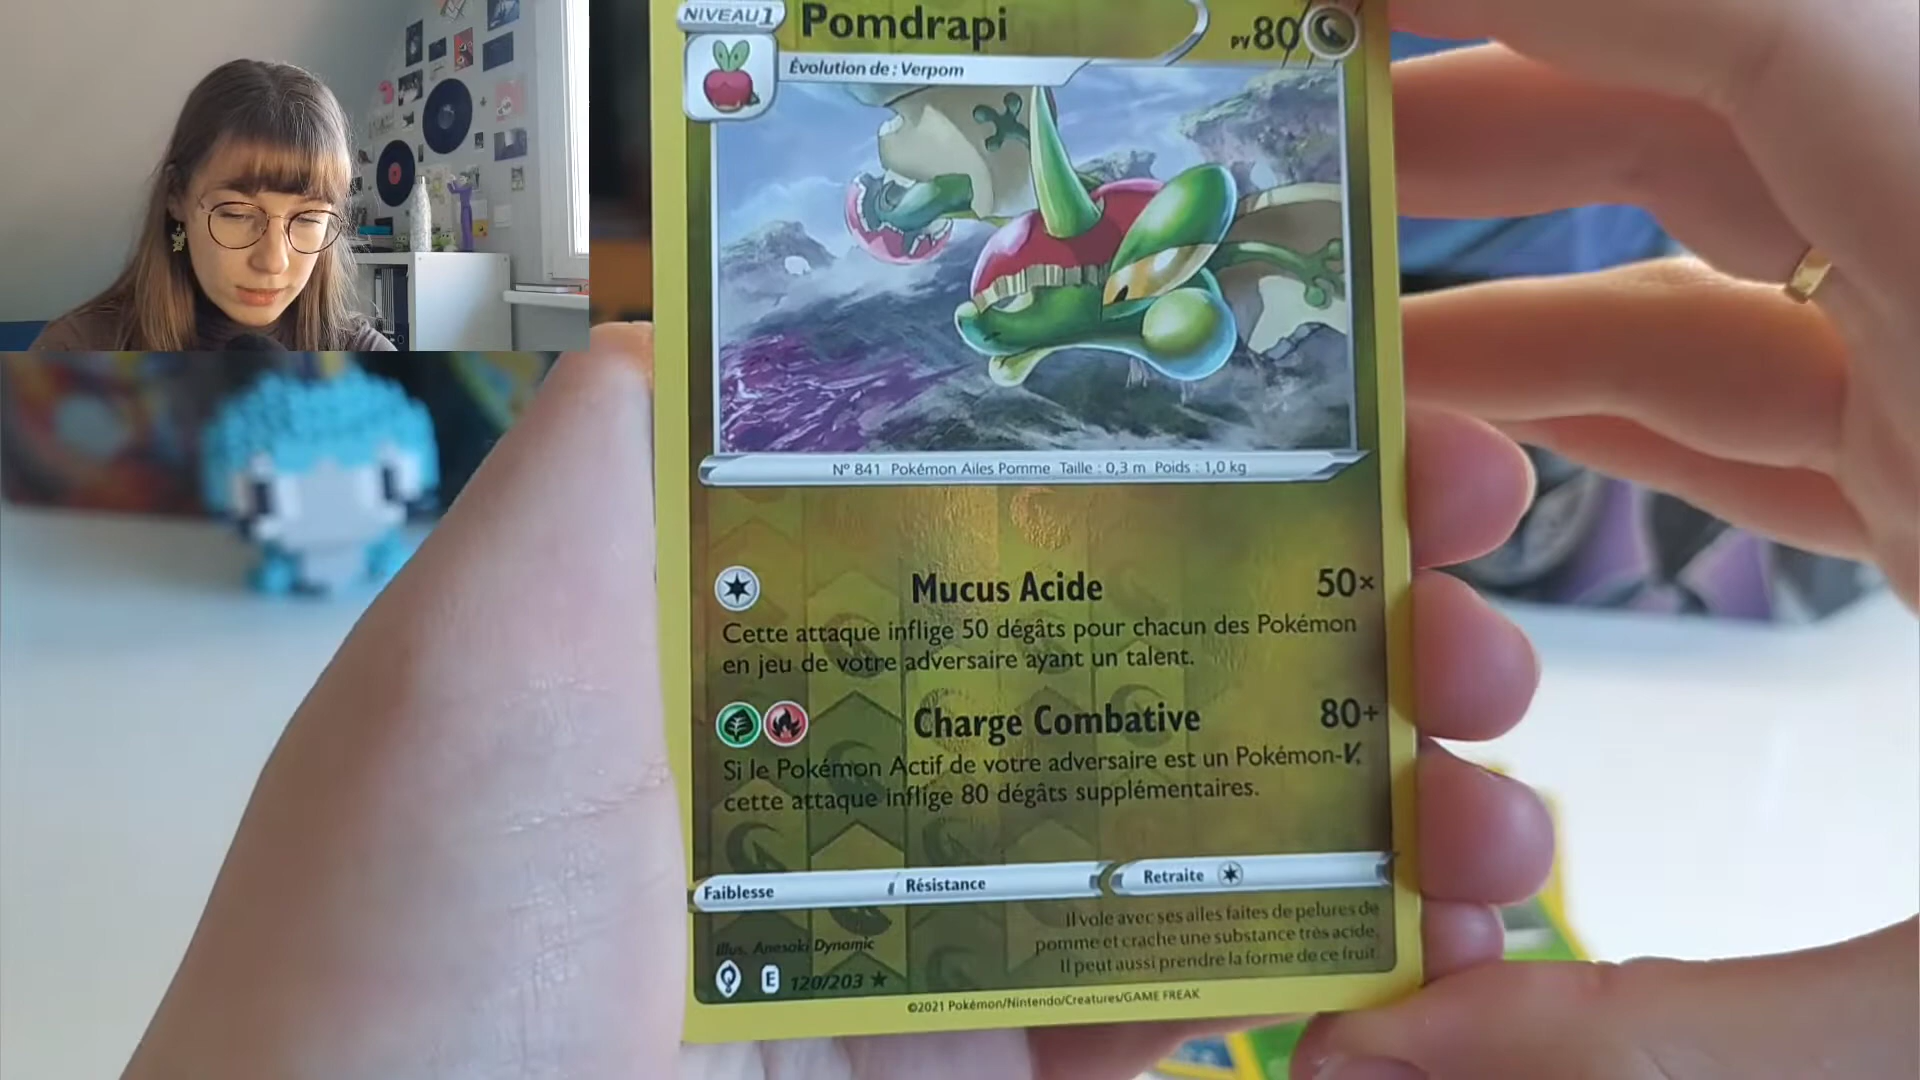 NIVEAU 1
Pomdrapi
PV 80
Évolution de : Verpom
N° 841 Pokémon Ailes Pomme Taille : 0,3 m Poids : 1,0 kg
Mucus Acide 50×
Cette attaque inflige 50 dégâts pour chacun des Pokémon
en jeu de votre adversaire ayant un talent.
Charge Combative 80+
Si le Pokémon Actif de votre adversaire est un Pokémon-V,
cette attaque inflige 80 dégâts supplémentaires.
Faiblesse Résistance Retraite
Il vole avec ses ailes faites de pelures de
pomme et crache une substance très acide.
Il peut aussi prendre la forme de ce fruit.
Illus. Anesaki Dynamic
E 120/203 ★
©2021 Pokémon/Nintendo/Creatures/GAME FREAK